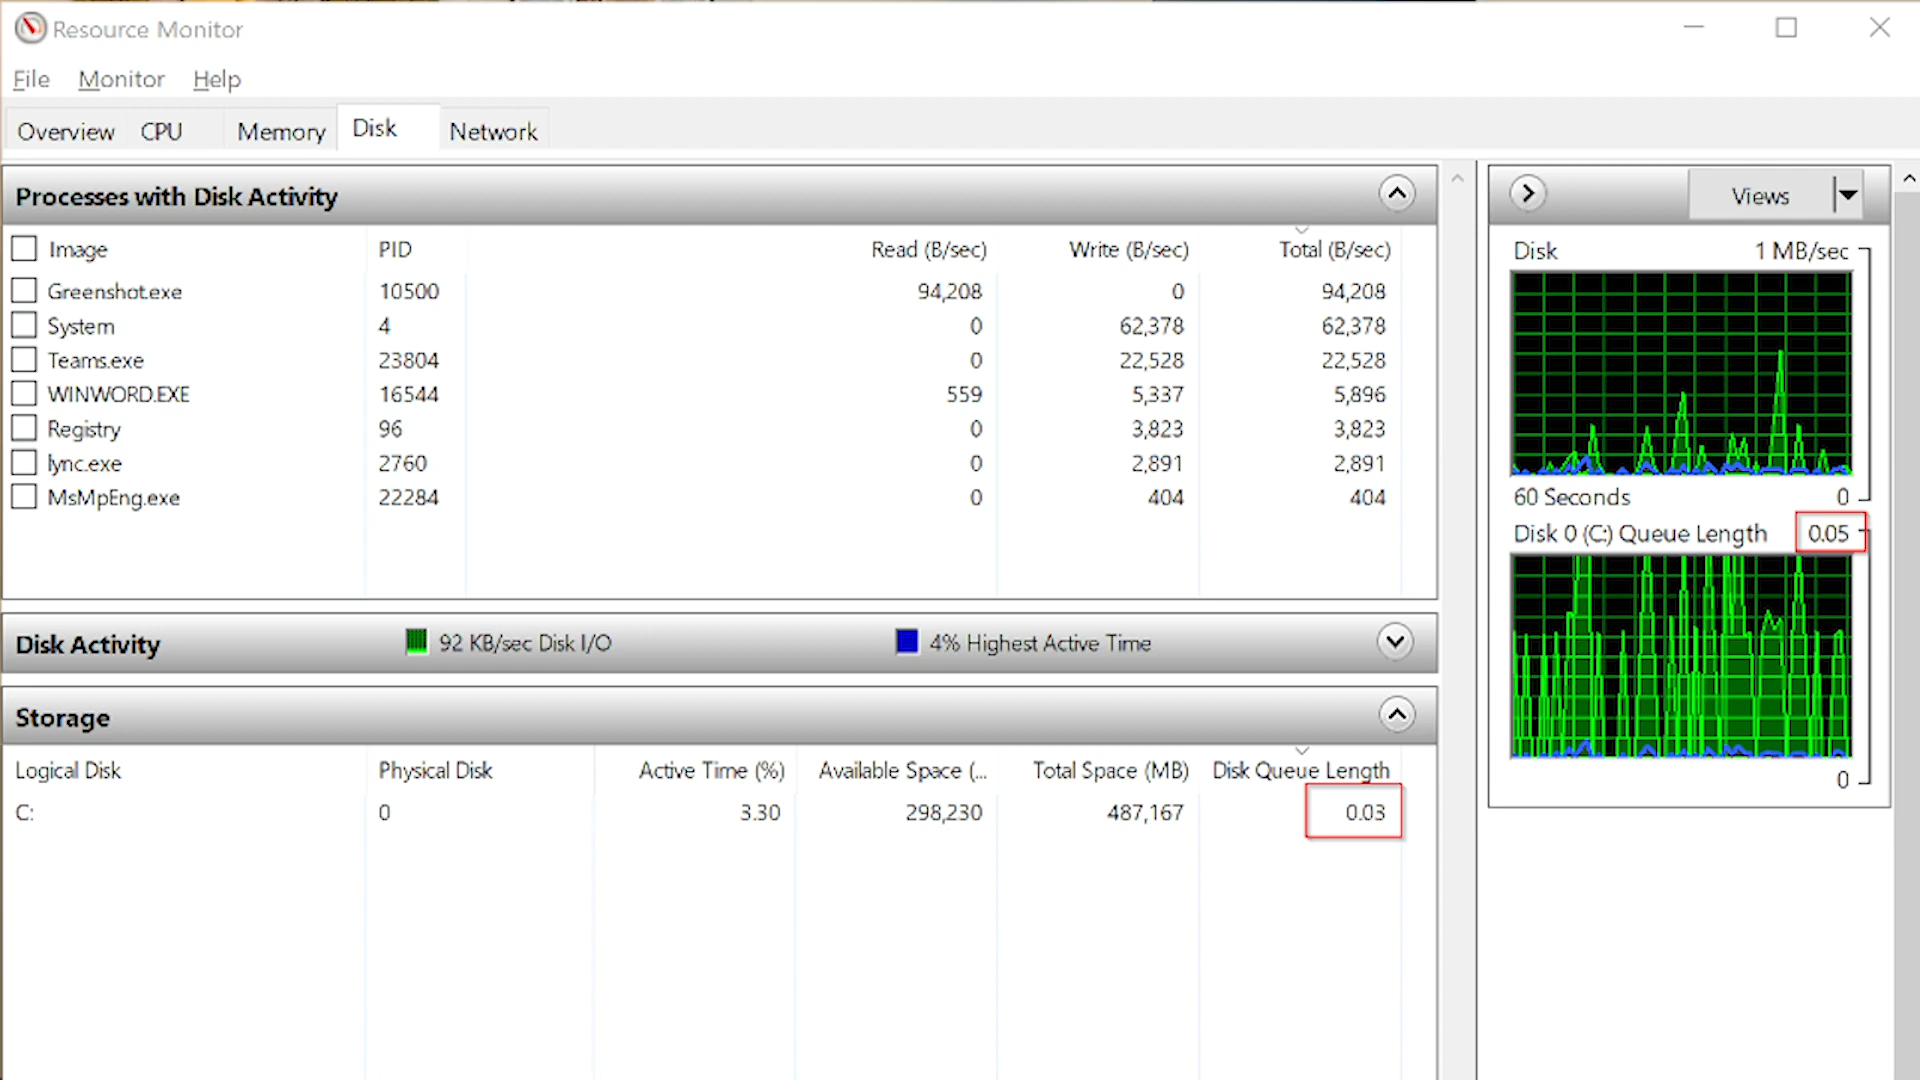 Resource Monitor
File Monitor Help
Overview CPU Memory Disk Network
Processes with Disk Activity
Image PID Read (B/sec) Write (B/sec) Total (B/sec)
Greenshot.exe 10500 94,208 0 94,208
System 4 0 62,378 62,378
Teams.exe 23804 0 22,528 22,528
WINWORD.EXE 16544 559 5,337 5,896
Registry 96 0 3,823 3,823
lync.exe 2760 0 2,891 2,891
MsMpEng.exe 22284 0 404 404
Disk Activity 92 KB/sec Disk I/O 4% Highest Active Time
Storage
Logical Disk Physical Disk Active Time (%) Available Space (... Total Space (MB) Disk Queue Length
C: 0 3.30 298,230 487,167 0.03
Views
Disk 1 MB/sec
60 Seconds 0
Disk 0 (C:) Queue Length 0.05
0